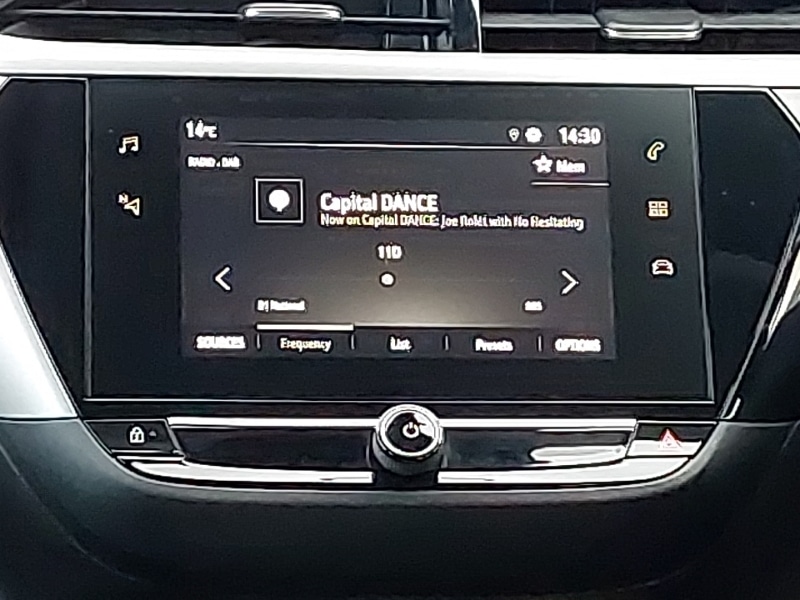 14°C
14:30
RADIO . DAB
Mem
Capital DANCE
Now on Capital DANCE: Joe with No Hesitating
11D
National
SOURCES
Frequency
List
Presets
OPTIONS